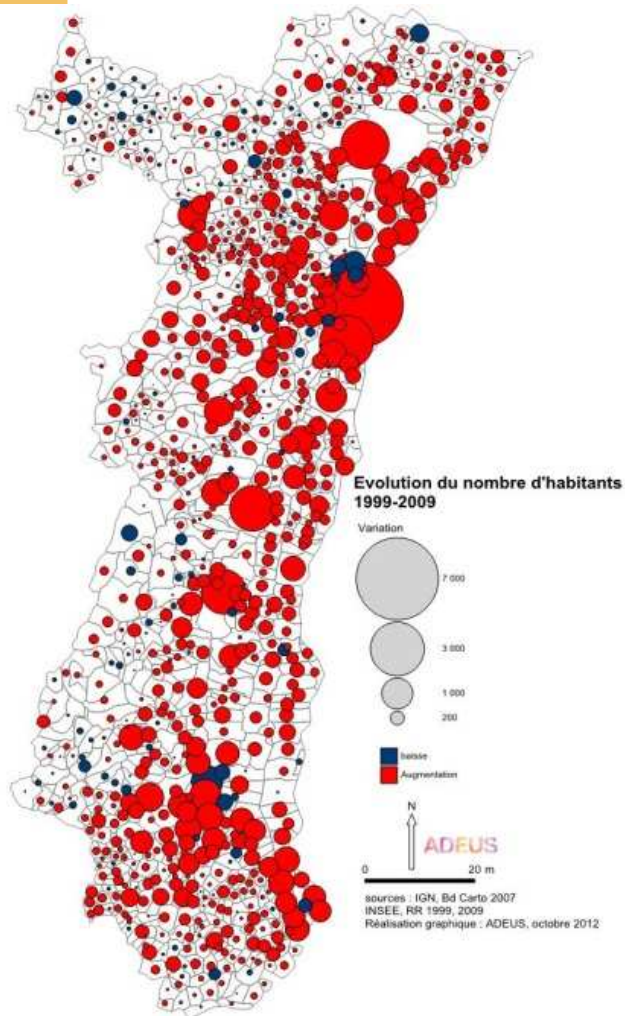 Evolution du nombre d'habitants
1999-2009
Variation
7 000
3 000
1 000
200
baisse
Augmentation
N
ADEUS
0 20 m
sources : IGN, Bd Carto 2007
INSEE, RR 1999, 2009
Réalisation graphique : ADEUS, octobre 2012